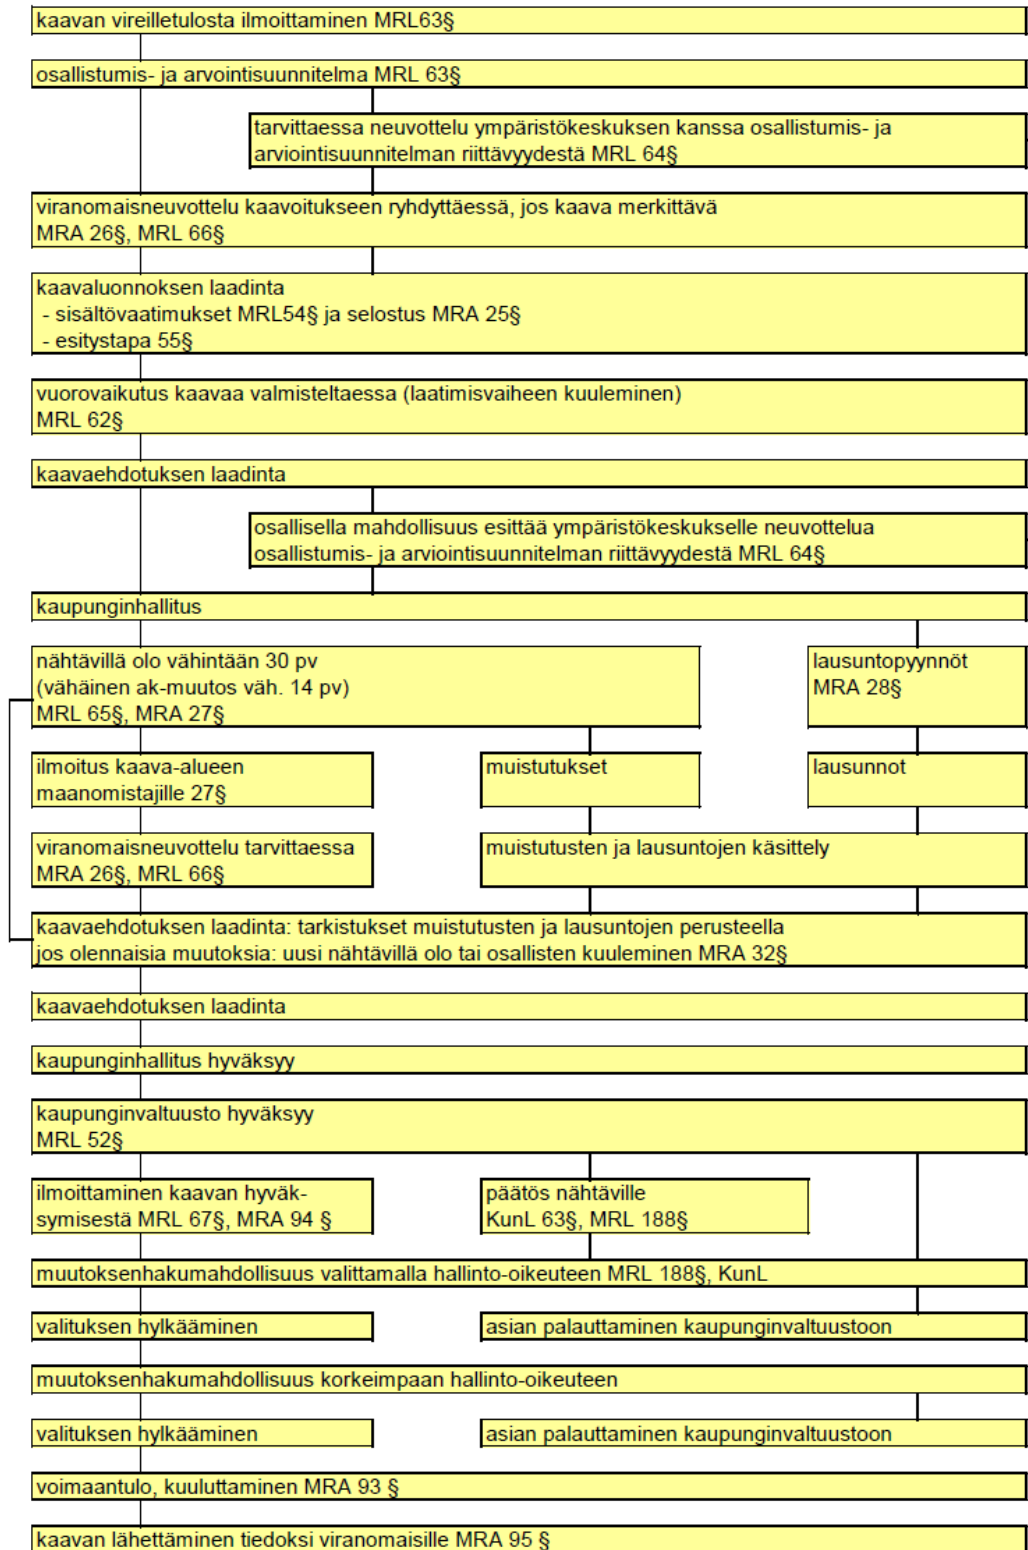 kaavan vireilletulosta ilmoittaminen MRL63§
osallistumis- ja arvointisuunnitelma MRL 63§
tarvittaessa neuvottelu ympäristökeskuksen kanssa osallistumis- ja
arviointisuunnitelman riittävyydestä MRL 64§
viranomaisneuvottelu kaavoitukseen ryhdyttäessä, jos kaava merkittävä
MRA 26§, MRL 66§
kaavaluonnoksen laadinta
- sisältövaatimukset MRL54§ ja selostus MRA 25§
- esitystapa 55§
vuorovaikutus kaavaa valmisteltaessa (laatimisvaiheen kuuleminen)
MRL 62§
kaavaehdotuksen laadinta
osallisella mahdollisuus esittää ympäristökeskukselle neuvottelua
osallistumis- ja arviointisuunnitelman riittävyydestä MRL 64§
kaupunginhallitus
nähtävillä olo vähintään 30 pv
(vähäinen ak-muutos väh. 14 pv)
MRL 65§, MRA 27§
lausuntopyynnöt
MRA 28§
ilmoitus kaava-alueen
maanomistajille 27§
muistutukset
lausunnot
viranomaisneuvottelu tarvittaessa
MRA 26§, MRL 66§
muistutusten ja lausuntojen käsittely
kaavaehdotuksen laadinta: tarkistukset muistutusten ja lausuntojen perusteella
jos olennaisia muutoksia: uusi nähtävillä olo tai osallisten kuuleminen MRA 32§
kaavaehdotuksen laadinta
kaupunginhallitus hyväksyy
kaupunginvaltuusto hyväksyy
MRL 52§
ilmoittaminen kaavan hyväk-
symisestä MRL 67§, MRA 94 §
päätös nähtäville
KunL 63§, MRL 188§
muutoksenhakumahdollisuus valittamalla hallinto-oikeuteen MRL 188§, KunL
valituksen hylkääminen
asian palauttaminen kaupunginvaltuustoon
muutoksenhakumahdollisuus korkeimpaan hallinto-oikeuteen
valituksen hylkääminen
asian palauttaminen kaupunginvaltuustoon
voimaantulo, kuuluttaminen MRA 93 §
kaavan lähettäminen tiedoksi viranomaisille MRA 95 §